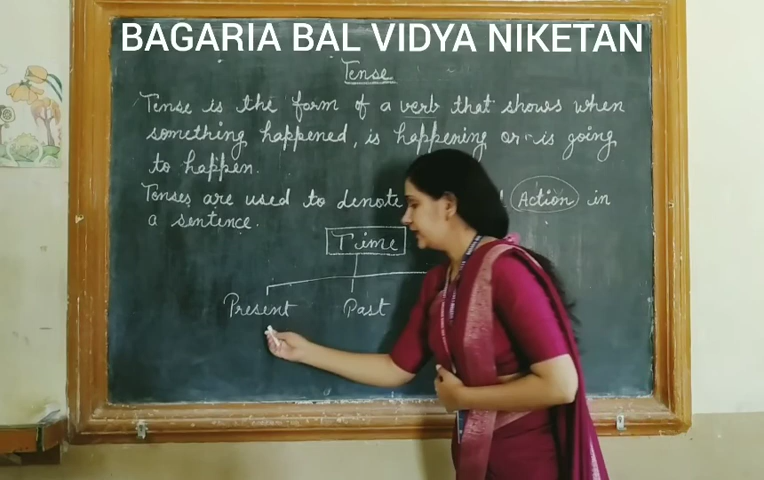 BAGARIA BAL VIDYA NIKETAN
Tense
Tense is the form of a verb that shows when
something happened, is happening or is going
to happen.
Tenses are used to denote Action in
a sentence.
Time
Present Past